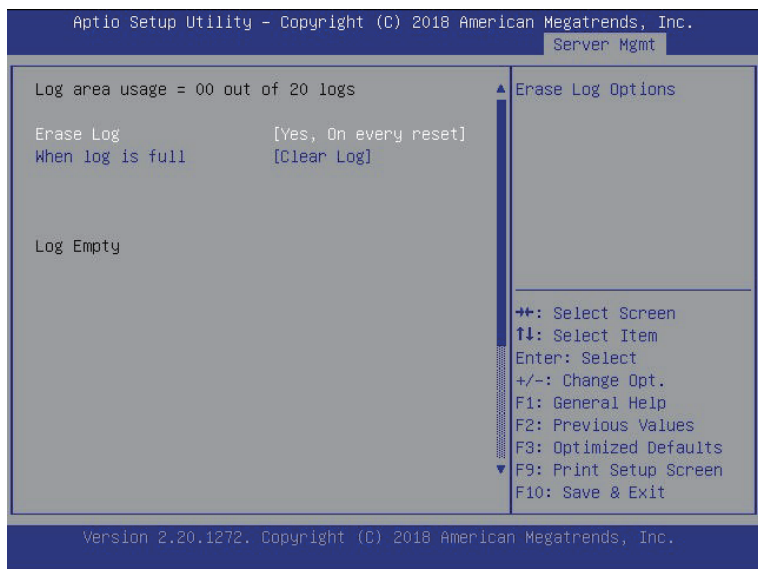 Aptio Setup Utility – Copyright (C) 2018 American Megatrends, Inc.
Server Mgmt
Log area usage = 00 out of 20 logs
Erase Log [Yes, On every reset]
When log is full [Clear Log]
Log Empty
Erase Log Options
→←: Select Screen
↑↓: Select Item
Enter: Select
+/-: Change Opt.
F1: General Help
F2: Previous Values
F3: Optimized Defaults
F9: Print Setup Screen
F10: Save & Exit
Version 2.20.1272. Copyright (C) 2018 American Megatrends, Inc.